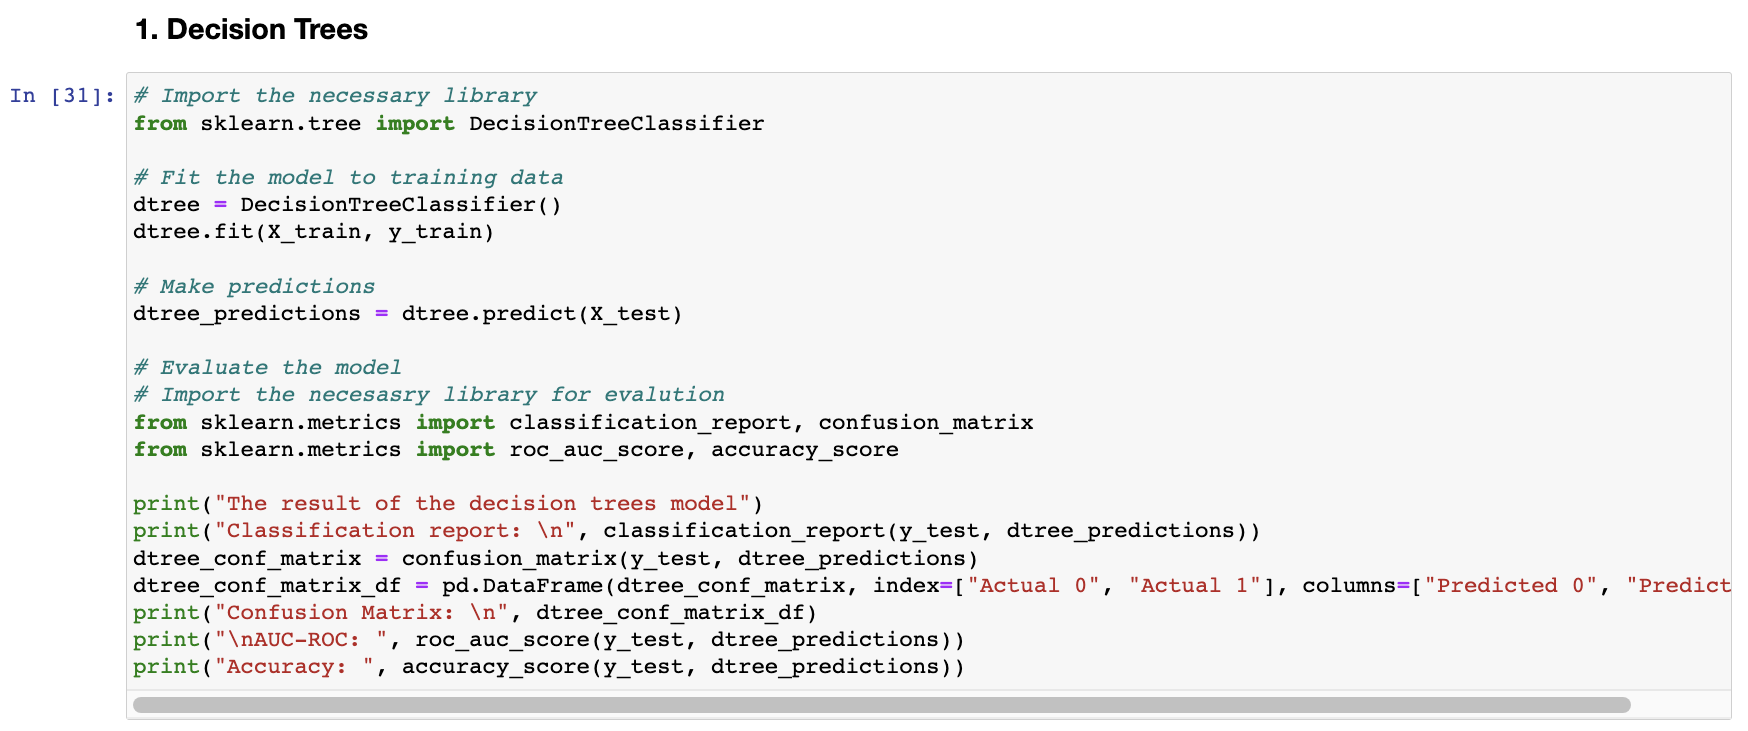 1. Decision Trees
In [31]:
# Import the necessary library
from sklearn.tree import DecisionTreeClassifier
# Fit the model to training data
dtree = DecisionTreeClassifier()
dtree.fit(X_train, y_train)
# Make predictions
dtree_predictions = dtree.predict(X_test)
# Evaluate the model
# Import the necesasry library for evalution
from sklearn.metrics import classification_report, confusion_matrix
from sklearn.metrics import roc_auc_score, accuracy_score
print("The result of the decision trees model")
print("Classification report: \n", classification_report(y_test, dtree_predictions))
dtree_conf_matrix = confusion_matrix(y_test, dtree_predictions)
dtree_conf_matrix_df = pd.DataFrame(dtree_conf_matrix, index=["Actual 0", "Actual 1"], columns=["Predicted 0", "Predict
print("Confusion Matrix: \n", dtree_conf_matrix_df)
print("\nAUC-ROC: ", roc_auc_score(y_test, dtree_predictions))
print("Accuracy: ", accuracy_score(y_test, dtree_predictions))